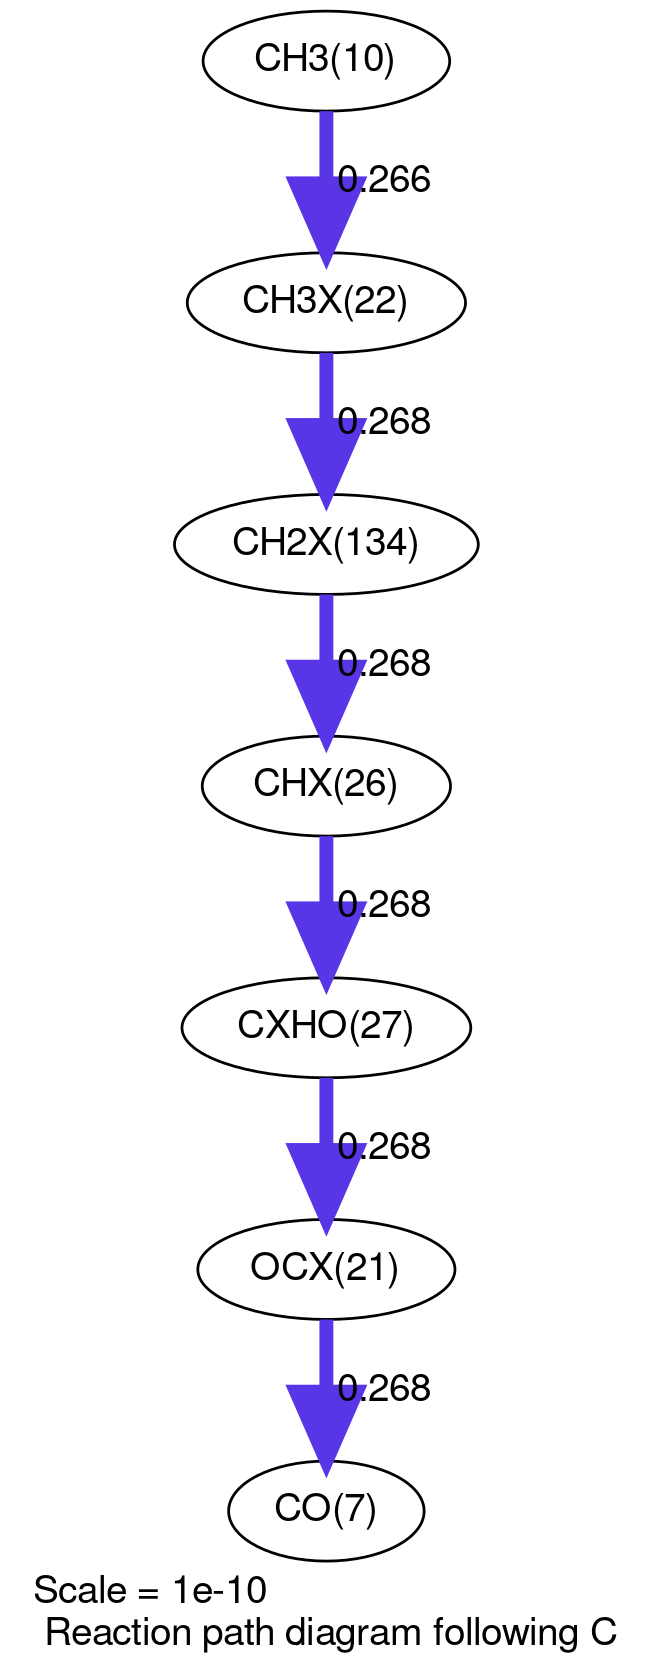 CH3(10)
0.266
CH3X(22)
0.268
CH2X(134)
0.268
CHX(26)
0.268
CXHO(27)
0.268
OCX(21)
0.268
CO(7)
Scale = 1e-10
Reaction path diagram following C